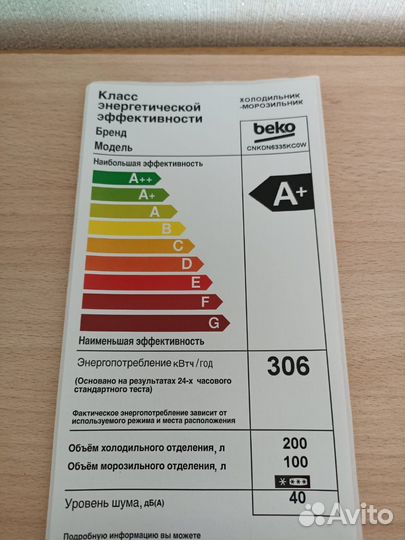 Класс
энергетической
эффективности
ХОЛОДИЛЬНИК
-МОРОЗИЛЬНИК
Бренд
beko
Модель
CNKDN6335KC0W
Наибольшая эффективность
A++
A+
A
B
C
D
E
F
G
A+
Наименьшая эффективность
Энергопотребление кВтч/год
306
(Основано на результатах 24-х часового
стандартного теста)
Фактическое энергопотребление зависит от
используемого режима и места расположения
Объём холодильного отделения, л
200
Объём морозильного отделения, л
100
Уровень шума, дБ(А)
40
Подробную информацию вы можете
Avito